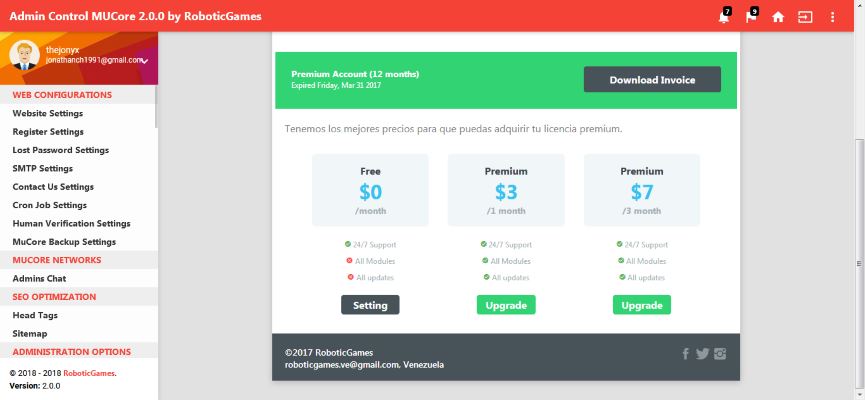 Admin Control MUCore 2.0.0 by RoboticGames
7
9
thejonyx
jonathanch1991@gmail.com
WEB CONFIGURATIONS
Website Settings
Register Settings
Lost Password Settings
SMTP Settings
Contact Us Settings
Cron Job Settings
Human Verification Settings
MuCore Backup Settings
MUCORE NETWORKS
Admins Chat
SEO OPTIMIZATION
Head Tags
Sitemap
ADMINISTRATION OPTIONS
© 2018 - 2018 RoboticGames.
Version: 2.0.0
Premium Account (12 months)
Expired Friday, Mar 31 2017
Download Invoice
Tenemos los mejores precios para que puedas adquirir tu licencia premium.
Free
$0
/month
24/7 Support
All Modules
All updates
Setting
Premium
$3
/1 month
24/7 Support
All Modules
All updates
Upgrade
Premium
$7
/3 month
24/7 Support
All Modules
All updates
Upgrade
©2017 RoboticGames
roboticgames.ve@gmail.com, Venezuela